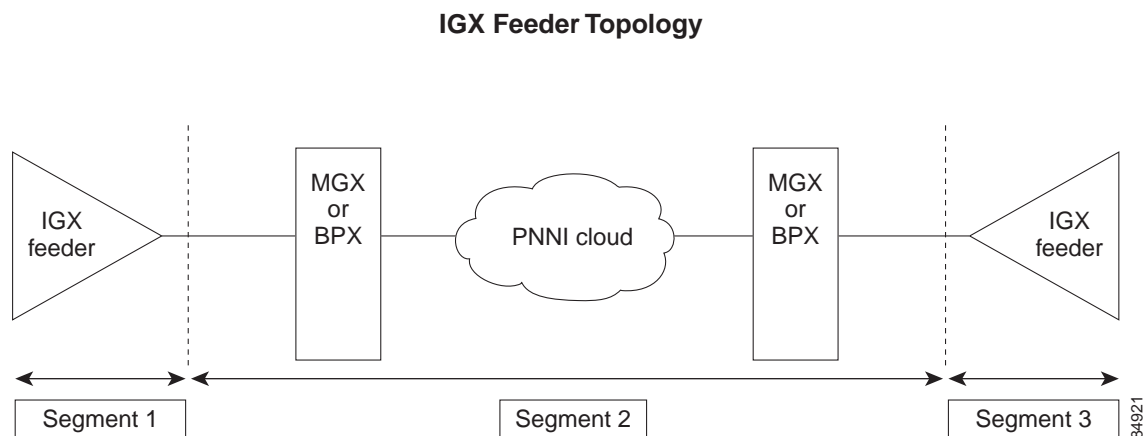 IGX Feeder Topology
IGX
feeder
MGX
or
BPX
PNNI cloud
MGX
or
BPX
IGX
feeder
Segment 1
Segment 2
Segment 3
84921